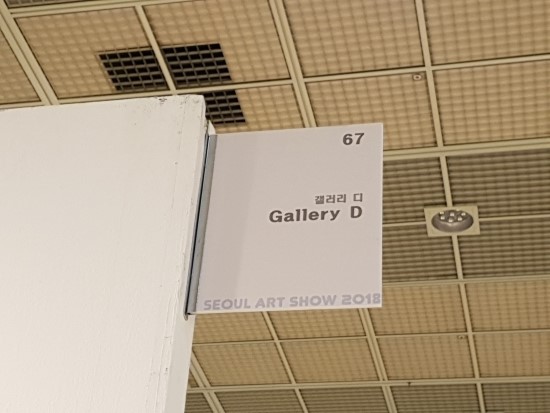 67
갤러리 디
Gallery D
SEOUL ART SHOW 2018